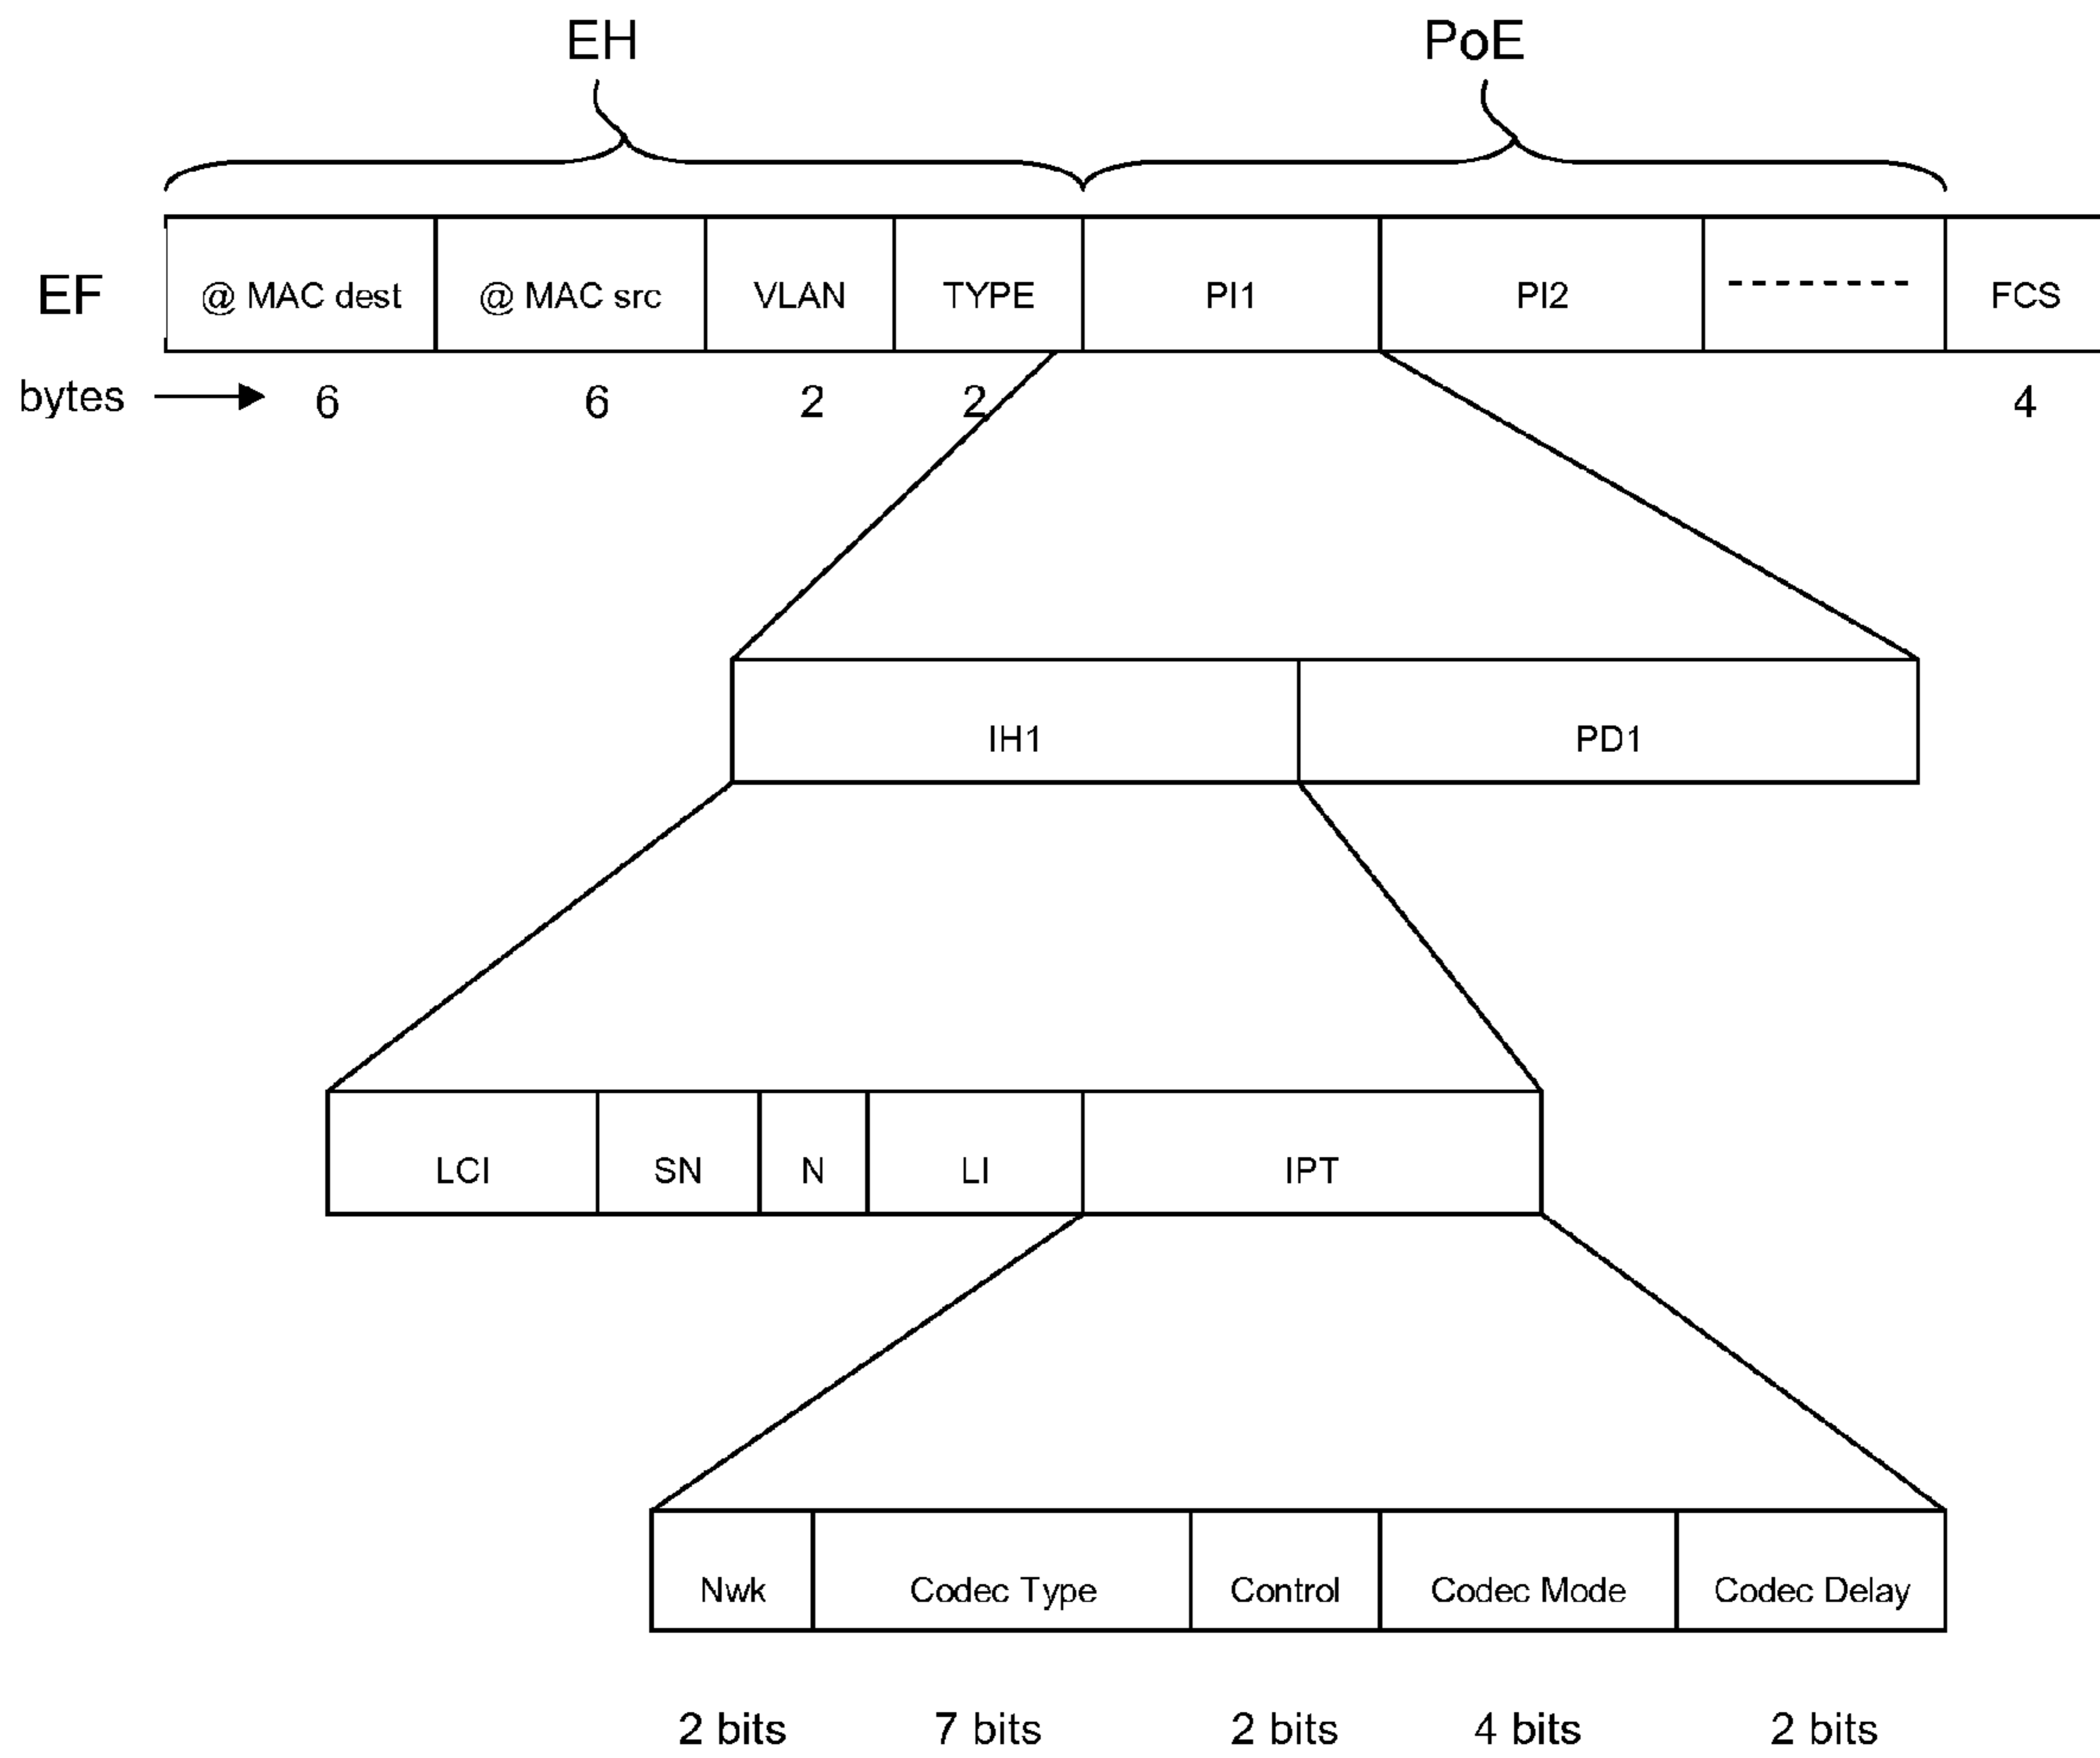 EH PoE
EF @ MAC dest @ MAC src VLAN TYPE PI1 PI2 -------- FCS
bytes 6 6 2 2 4
IH1 PD1
LCI SN N LI IPT
Nwk Codec Type Control Codec Mode Codec Delay
2 bits 7 bits 2 bits 4 bits 2 bits